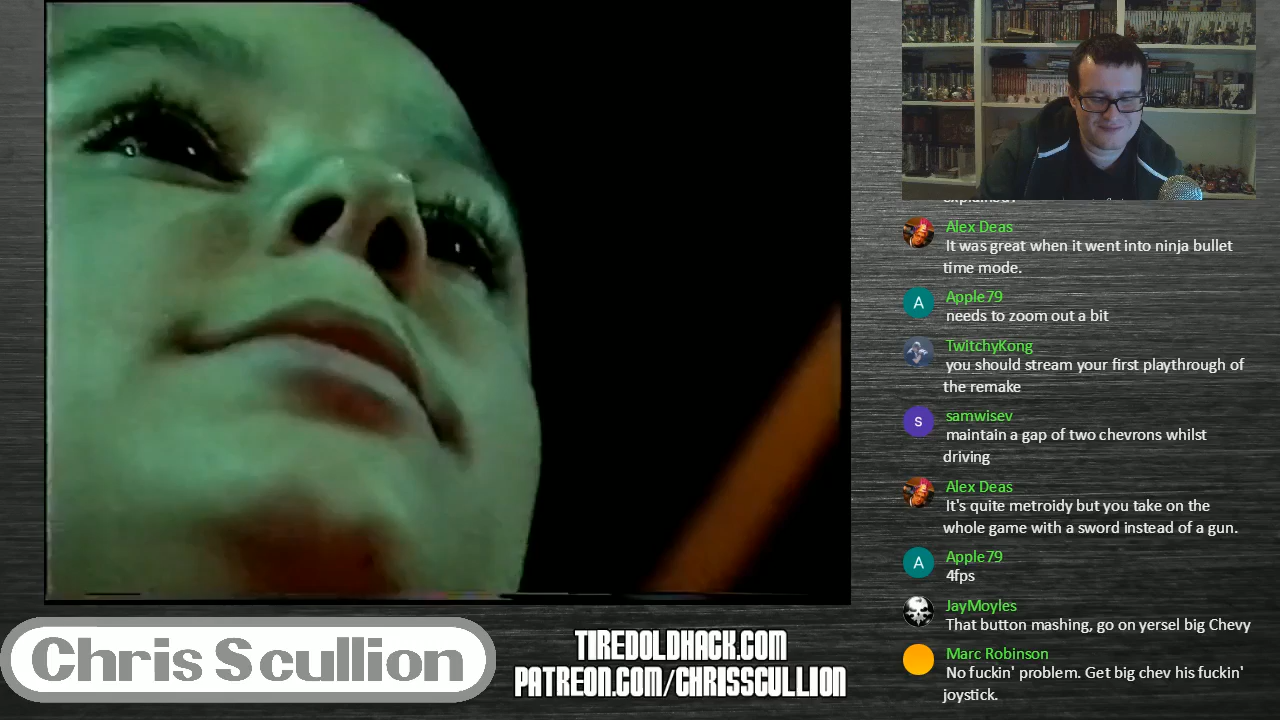 explained?
Alex Deas
It was great when it went into ninja bullet
time mode.
A
Apple79
needs to zoom out a bit
TwitchyKong
you should stream your first playthrough of
the remake
s
samwisev
maintain a gap of two chevrons whilst
driving
Alex Deas
It's quite metroidy but you take on the
whole game with a sword instead of a gun.
A
Apple79
4fps
JayMoyles
That button mashing, go on yersel big Chevy
Marc Robinson
No fuckin' problem. Get big chev his fuckin'
joystick.
Chris Scullion
TIREDOLDHACK.COM
PATREON.COM/CHRISSCULLION